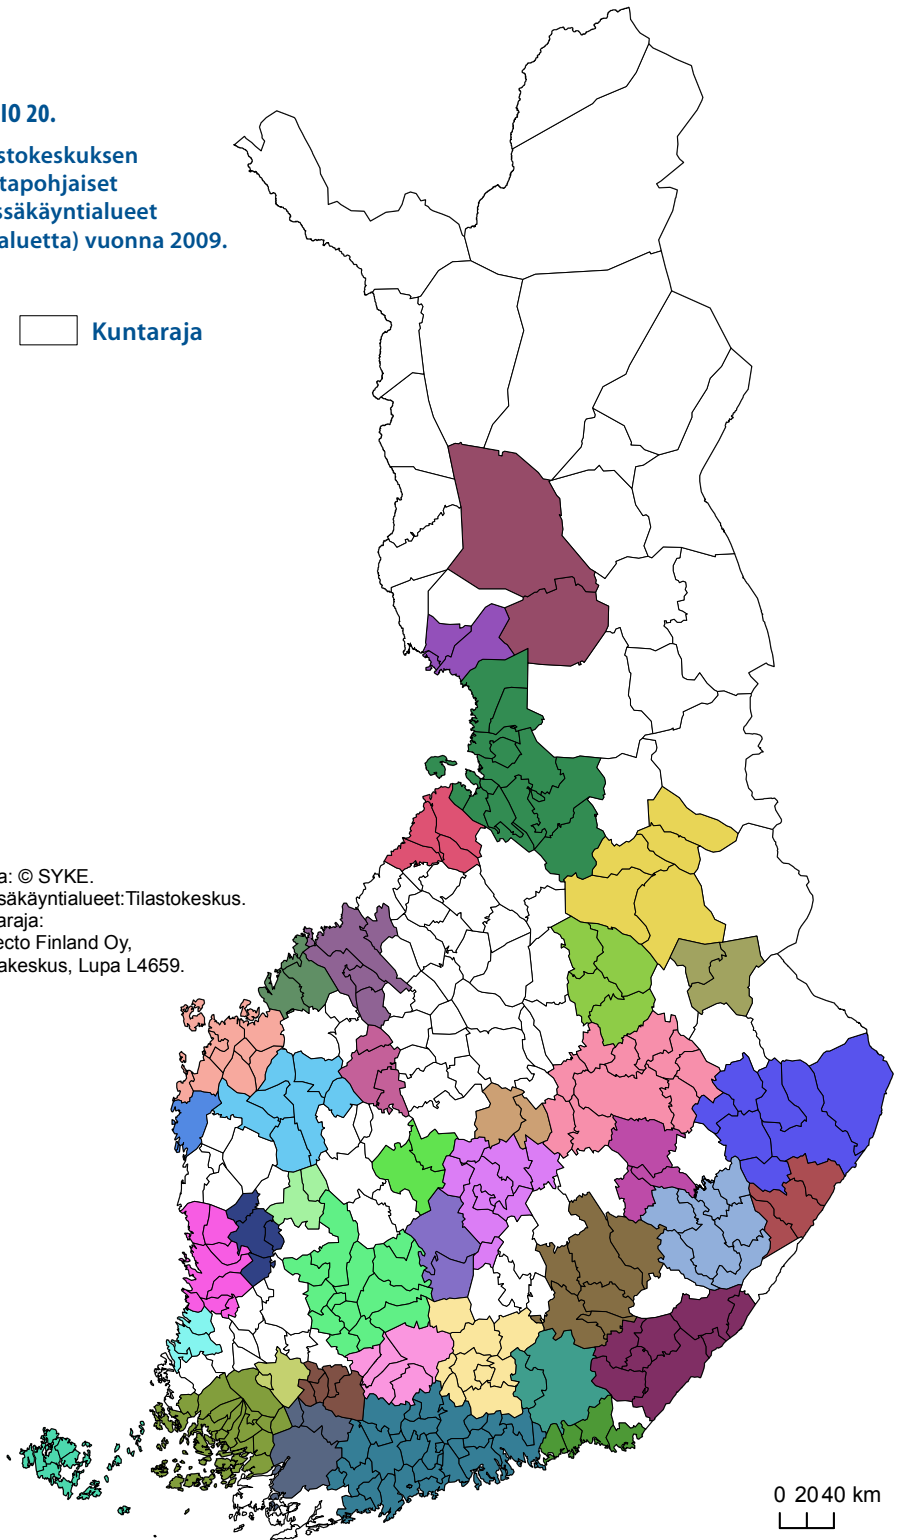 IO 20.
stokeskuksen
tapohjaiset
ssäkäyntialueet
aluetta) vuonna 2009.
Kuntaraja
a: © SYKE.
säkäyntialueet:Tilastokeskus.
araja:
ecto Finland Oy,
akeskus, Lupa L4659.
0 20 40 km